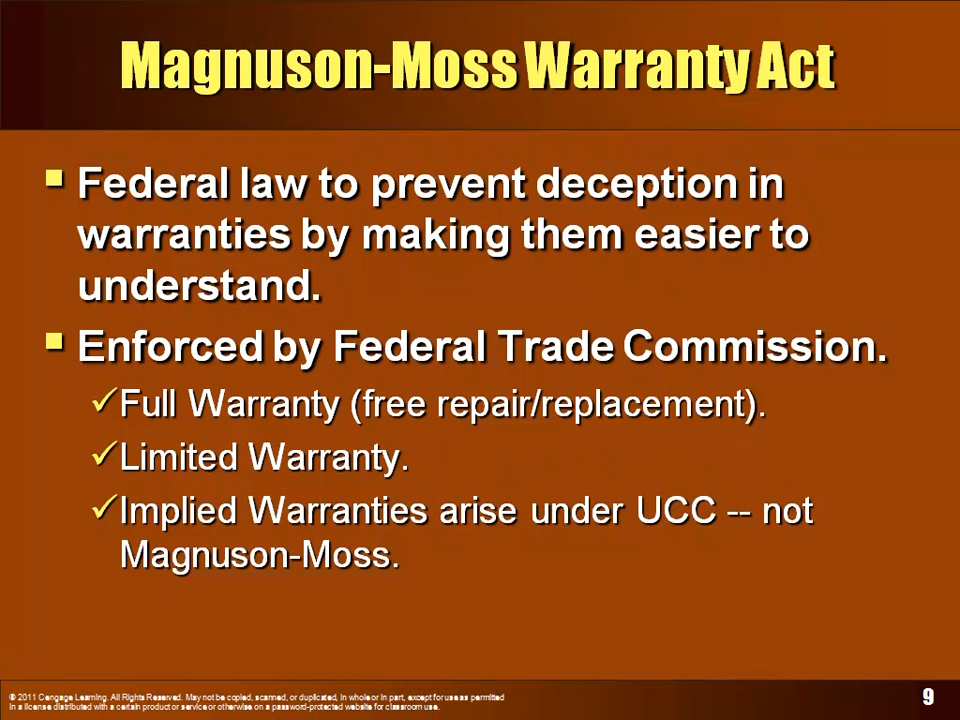 Magnuson-Moss Warranty Act
Federal law to prevent deception in
warranties by making them easier to
understand.
Enforced by Federal Trade Commission.
Full Warranty (free repair/replacement).
Limited Warranty.
Implied Warranties arise under UCC -- not
Magnuson-Moss.
© 2011 Cengage Learning. All Rights Reserved. May not be copied, scanned, or duplicated, in whole or in part, except for use as permitted
in a license distributed with a certain product or service or otherwise on a password-protected website for classroom use.
9